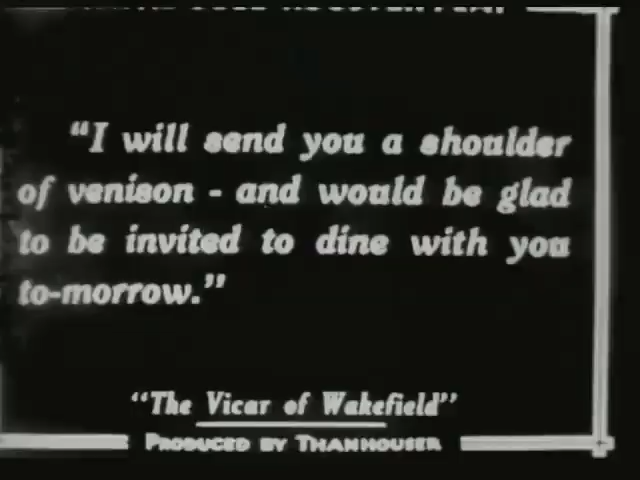 "I will send you a shoulder
of venison - and would be glad
to be invited to dine with you
to-morrow."
"The Vicar of Wakefield"
PRODUCED BY THANHOUSER